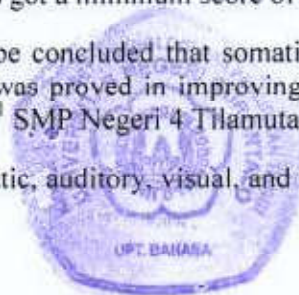 got a minimum score of
be concluded that somati
was proved in improving
SMP Negeri 4 Tilamuta
tic, auditory, visual, and
UPT. BAHASA